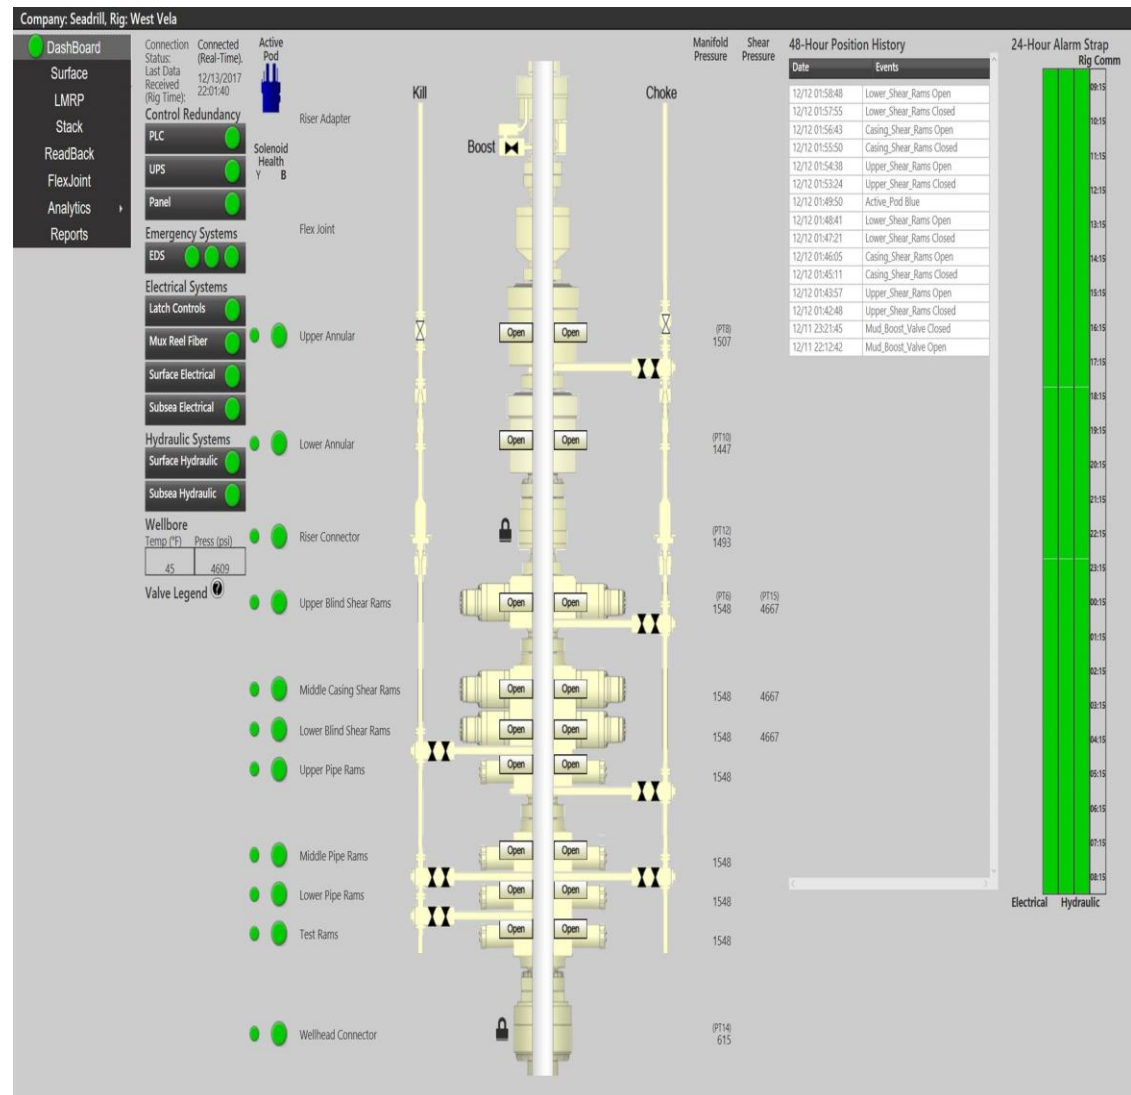 Company: Seadrill, Rig: West Vela
DashBoard
Surface
LMRP
Stack
ReadBack
FlexJoint
Analytics
Reports
Connection Status: Connected (Real-Time).
Last Data Received (Rig Time): 12/13/2017 22:01:40
Control Redundancy
PLC
UPS
Panel
Emergency Systems
EDS
Electrical Systems
Latch Controls
Mux Reel Fiber
Surface Electrical
Subsea Electrical
Hydraulic Systems
Surface Hydraulic
Subsea Hydraulic
Wellbore
Temp (°F) Press (psi)
45 4609
Valve Legend ?
Active
Pod
Solenoid
Health
Y B
Kill
Choke
Boost
Manifold Pressure
Shear Pressure
Riser Adapter
Flex Joint
Upper Annular Open Open (PT8) 1507
Lower Annular Open Open (PT10) 1447
Riser Connector (PT12) 1493
Upper Blind Shear Rams Open Open (PT6) 1548 (PT15) 4667
Middle Casing Shear Rams Open Open 1548 4667
Lower Blind Shear Rams Open Open 1548 4667
Upper Pipe Rams Open Open 1548
Middle Pipe Rams Open Open 1548
Lower Pipe Rams Open Open 1548
Test Rams Open Open 1548
Wellhead Connector (PT14) 615
48-Hour Position History
Date Events
12/12 01:58:48 Lower_Shear_Rams Open
12/12 01:57:55 Lower_Shear_Rams Closed
12/12 01:56:43 Casing_Shear_Rams Open
12/12 01:55:50 Casing_Shear_Rams Closed
12/12 01:54:38 Upper_Shear_Rams Open
12/12 01:53:24 Upper_Shear_Rams Closed
12/12 01:49:50 Active_Pod Blue
12/12 01:48:41 Lower_Shear_Rams Open
12/12 01:47:21 Lower_Shear_Rams Closed
12/12 01:46:05 Casing_Shear_Rams Open
12/12 01:45:11 Casing_Shear_Rams Closed
12/12 01:43:57 Upper_Shear_Rams Open
12/12 01:42:48 Upper_Shear_Rams Closed
12/11 23:21:45 Mud_Boost_Valve Closed
12/11 22:12:42 Mud_Boost_Valve Open
24-Hour Alarm Strap
Rig Comm
09:15
10:15
11:15
12:15
13:15
14:15
15:15
16:15
17:15
18:15
19:15
20:15
21:15
22:15
23:15
00:15
01:15
02:15
03:15
04:15
05:15
06:15
07:15
08:15
Electrical Hydraulic